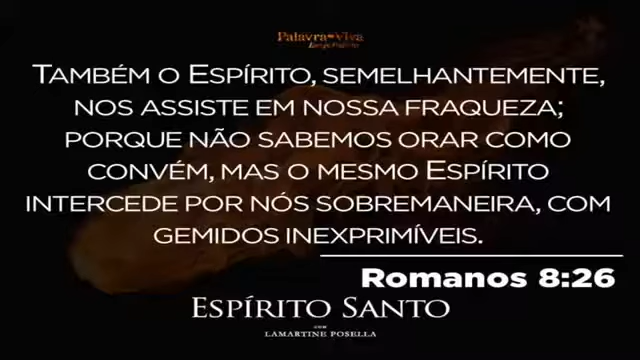 Palavra Viva
TAMBÉM O ESPÍRITO, SEMELHANTEMENTE,
NOS ASSISTE EM NOSSA FRAQUEZA;
PORQUE NÃO SABEMOS ORAR COMO
CONVÉM, MAS O MESMO ESPÍRITO
INTERCEDE POR NÓS SOBREMANEIRA, COM
GEMIDOS INEXPRIMÍVEIS.
Romanos 8:26
ESPÍRITO SANTO
COM
LAMARTINE POSELLA